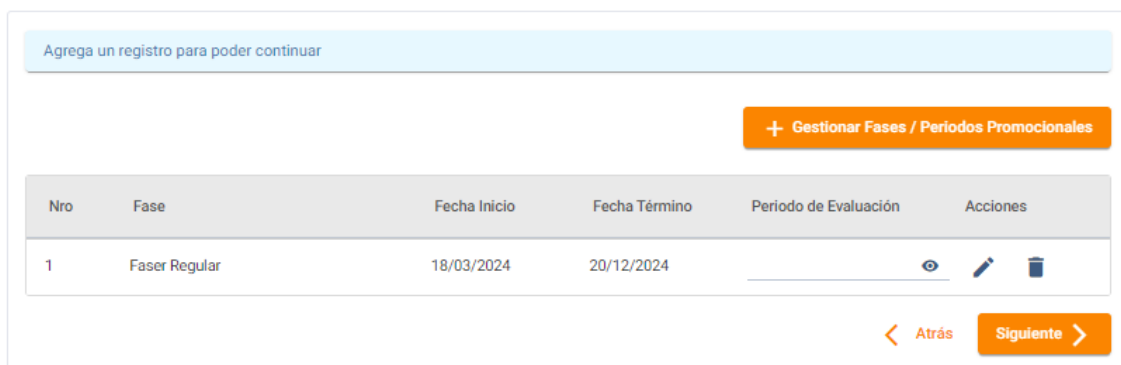 Agrega un registro para poder continuar
+ Gestionar Fases / Periodos Promocionales
Nro Fase Fecha Inicio Fecha Término Periodo de Evaluación Acciones
1 Faser Regular 18/03/2024 20/12/2024
Atrás Siguiente